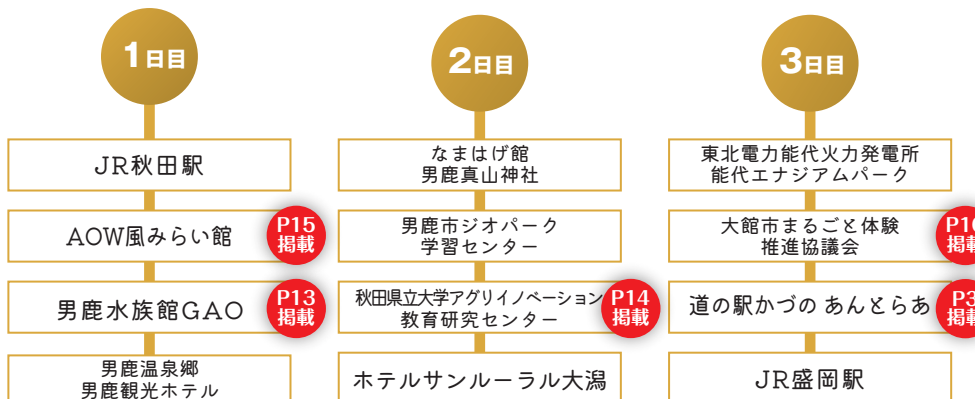 1日目
JR秋田駅
AOW風みらい館
P15
掲載
男鹿水族館GAO
P13
掲載
男鹿温泉郷
男鹿観光ホテル
2日目
なまはげ館
男鹿真山神社
男鹿市ジオパーク
学習センター
秋田県立大学アグリイノベーション
教育研究センター
P14
掲載
ホテルサンルーラル大潟
3日目
東北電力能代火力発電所
能代エナジアムパーク
大館市まるごと体験
推進協議会
掲載
道の駅かづの あんとらあ
掲載
JR盛岡駅